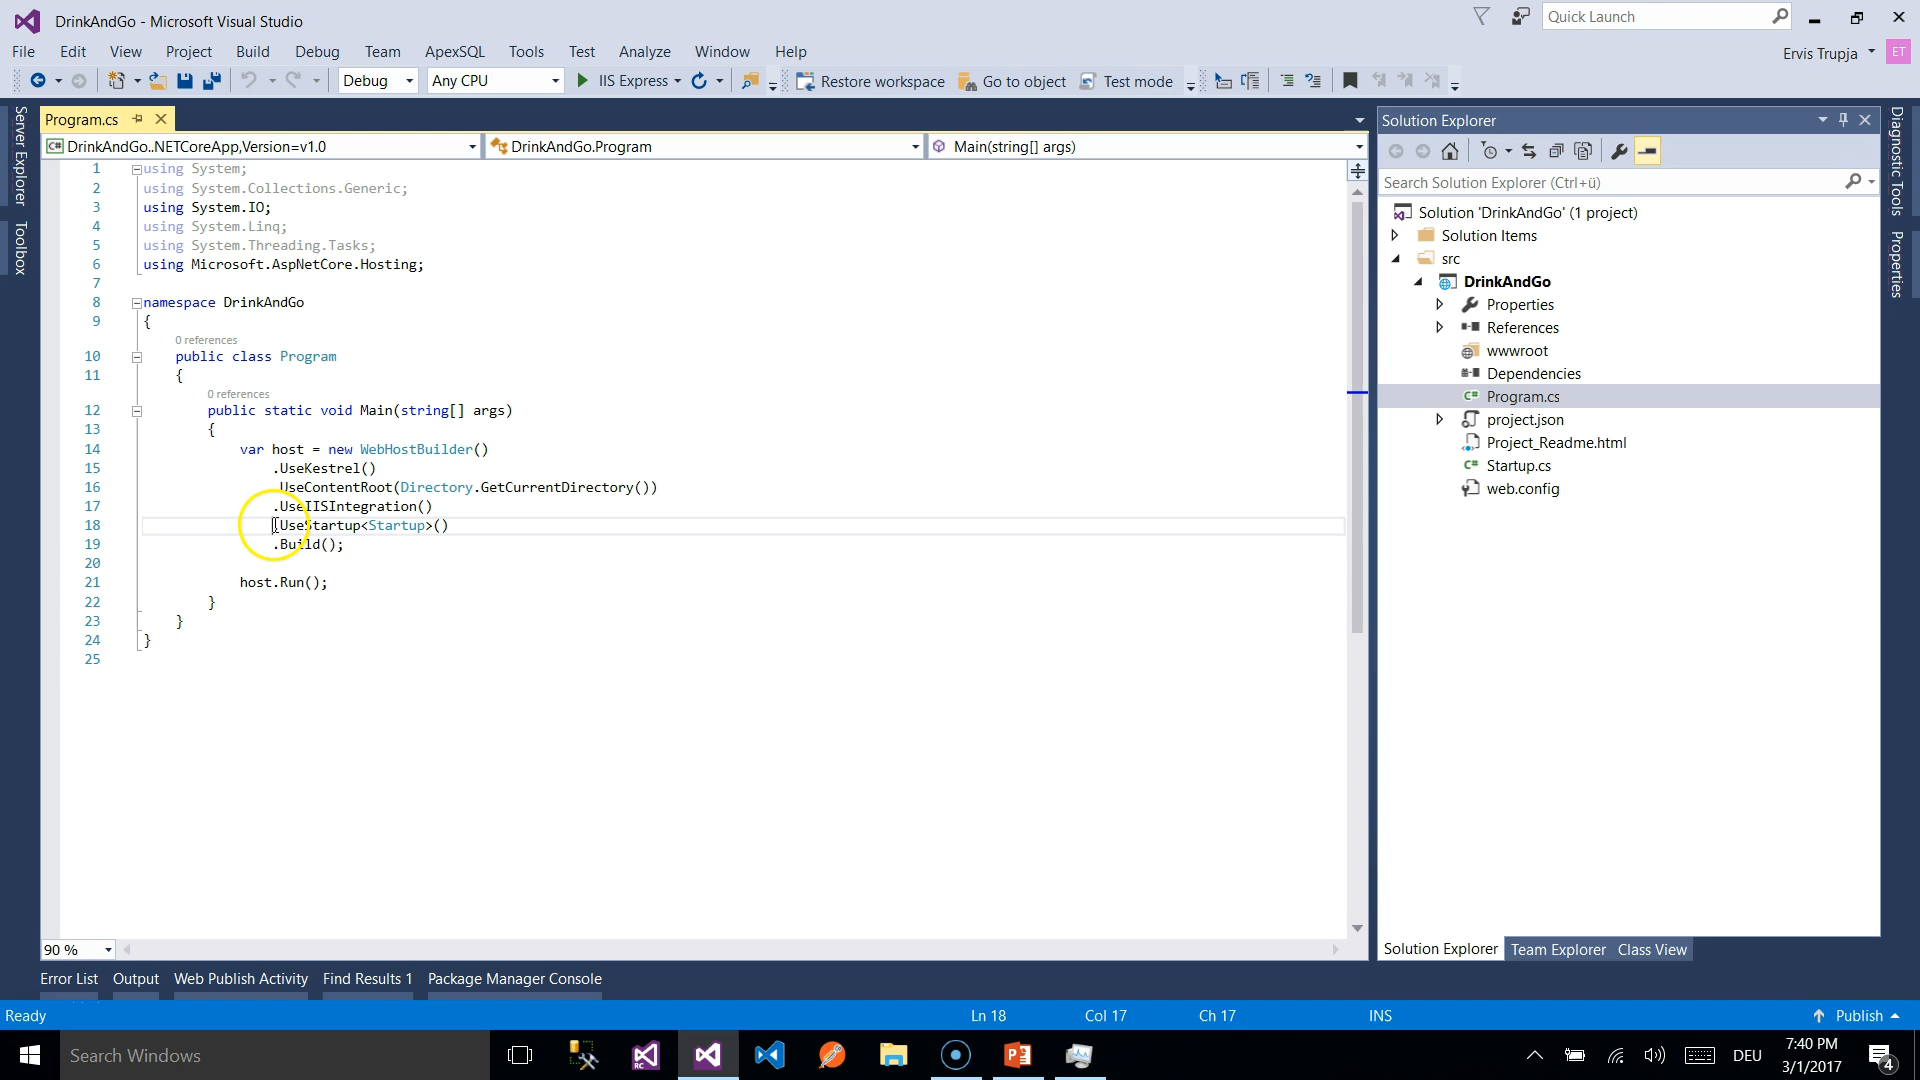 DrinkAndGo - Microsoft Visual Studio
Quick Launch
File Edit View Project Build Debug Team ApexSQL Tools Test Analyze Window Help
Ervis Trupja ET
Debug Any CPU IIS Express Restore workspace Go to object Test mode
Server Explorer
Toolbox
Program.cs
DrinkAndGo..NETCoreApp,Version=v1.0 DrinkAndGo.Program Main(string[] args)
1 using System;
2 using System.Collections.Generic;
3 using System.IO;
4 using System.Linq;
5 using System.Threading.Tasks;
6 using Microsoft.AspNetCore.Hosting;
7
8 namespace DrinkAndGo
9 {
0 references
10 public class Program
11 {
0 references
12 public static void Main(string[] args)
13 {
14 var host = new WebHostBuilder()
15 .UseKestrel()
16 .UseContentRoot(Directory.GetCurrentDirectory())
17 .UseIISIntegration()
18 .UseStartup<Startup>()
19 .Build();
20
21 host.Run();
22 }
23 }
24 }
25
90 %
Solution Explorer
Search Solution Explorer (Ctrl+ü)
Solution 'DrinkAndGo' (1 project)
Solution Items
src
DrinkAndGo
Properties
References
wwwroot
Dependencies
Program.cs
project.json
Project_Readme.html
Startup.cs
web.config
Solution Explorer Team Explorer Class View
Diagnostic Tools
Properties
Error List Output Web Publish Activity Find Results 1 Package Manager Console
Ready Ln 18 Col 17 Ch 17 INS Publish
Search Windows
RC
DEU
7:40 PM
3/1/2017
4